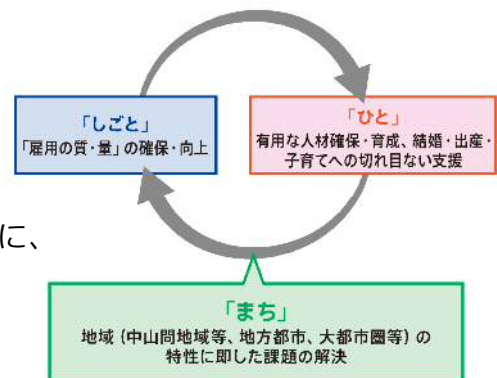 「しごと」
「雇用の質・量」の確保・向上
「ひと」
有用な人材確保・育成、結婚・出産・
子育てへの切れ目ない支援
に、
「まち」
地域(中山間地域等、地方都市、大都市圏等)の
特性に即した課題の解決